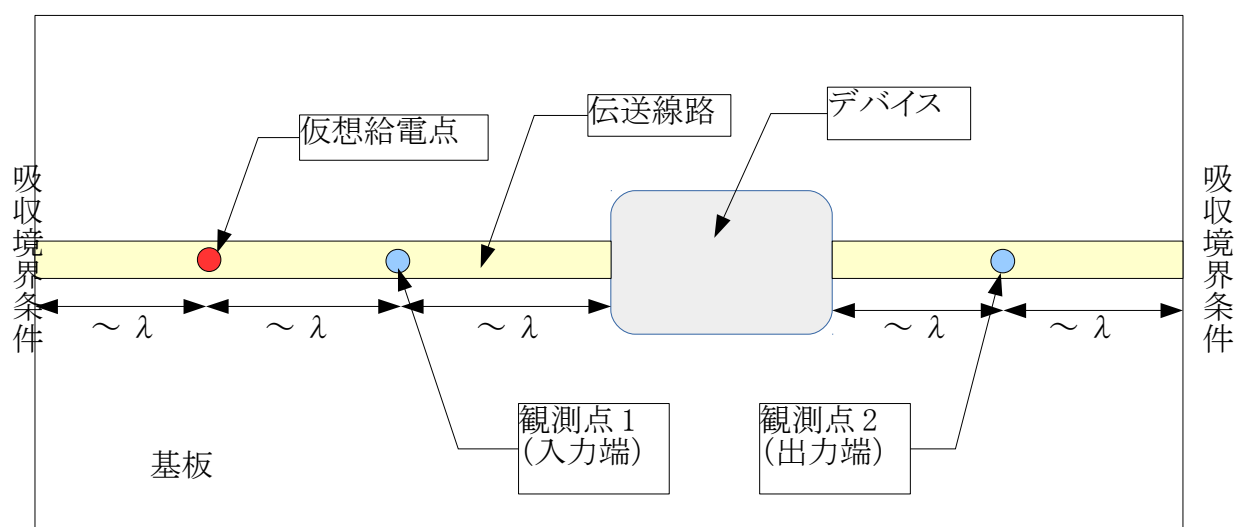 仮想給電点
伝送線路
デバイス
吸収境界条件
吸収境界条件
～ λ
～ λ
～ λ
～ λ
～ λ
観測点1
(入力端)
観測点2
(出力端)
基板